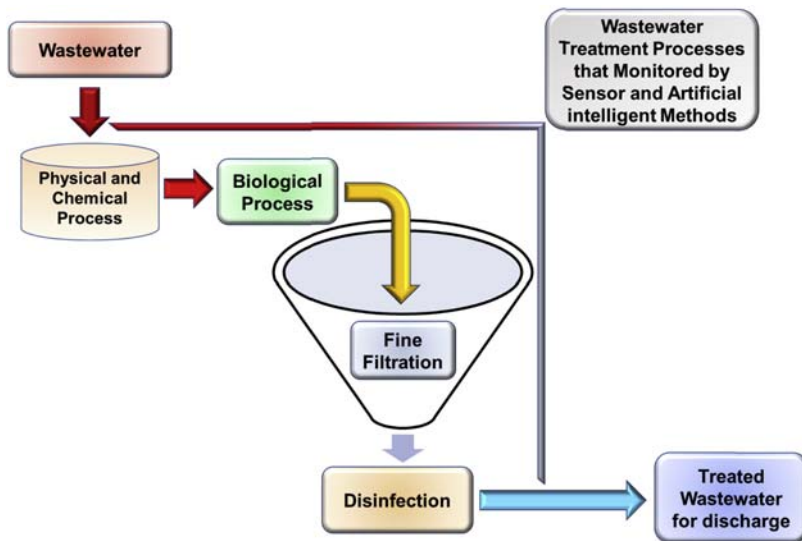 Wastewater
Wastewater
Treatment Processes
that Monitored by
Sensor and Artificial
intelligent Methods
Physical and
Chemical
Process
Biological
Process
Fine
Filtration
Disinfection
Treated
Wastewater
for discharge